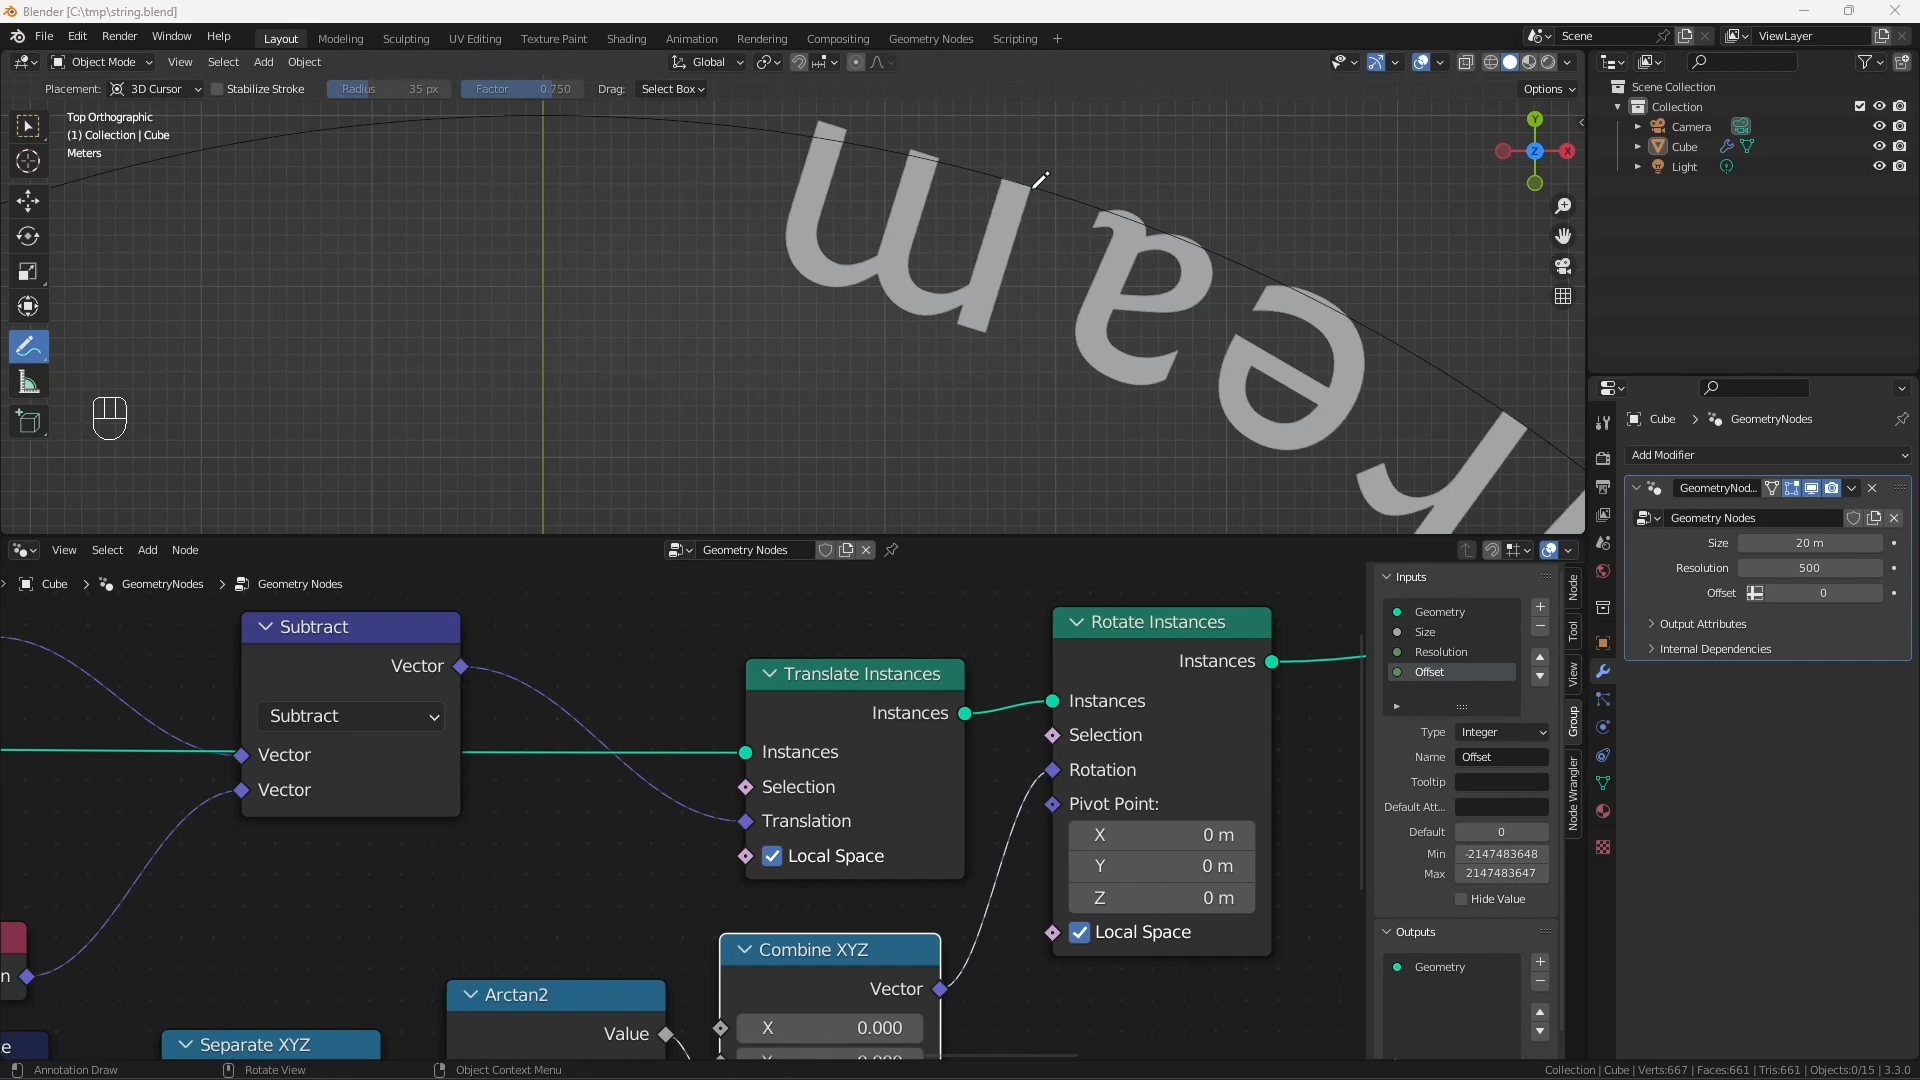 Blender [C:\tmp\string.blend]
File Edit Render Window Help Layout Modeling Sculpting UV Editing Texture Paint Shading Animation Rendering Compositing Geometry Nodes Scripting + Scene ViewLayer
Object Mode View Select Add Object Global
Placement: 3D Cursor Stabilize Stroke Radius 35 px Factor 0.750 Drag: Select Box Options
Top Orthographic
(1) Collection | Cube
Meters
Y
Z X
m
a
e
r
Scene Collection
Collection
Camera
Cube
Light
View Select Add Node Geometry Nodes
Cube GeometryNodes Geometry Nodes
Subtract
Vector
Subtract
Vector
Vector
Translate Instances
Instances
Instances
Selection
Translation
Local Space
Rotate Instances
Instances
Instances
Selection
Rotation
Pivot Point:
X 0 m
Y 0 m
Z 0 m
Local Space
Combine XYZ
Vector
X 0.000
Arctan2
Value
Separate XYZ
n
e
Inputs
Geometry
Size
Resolution
Offset
Type Integer
Name Offset
Tooltip
Default Att...
Default 0
Min -2147483648
Max 2147483647
Hide Value
Outputs
Geometry
Node
Tool
View
Group
Node Wrangler
Cube GeometryNodes
Add Modifier
GeometryNod...
Geometry Nodes
Size 20 m
Resolution 500
Offset 0
Output Attributes
Internal Dependencies
Annotation Draw Rotate View Object Context Menu Collection | Cube | Verts:667 | Faces:661 | Tris:661 | Objects:0/15 | 3.3.0